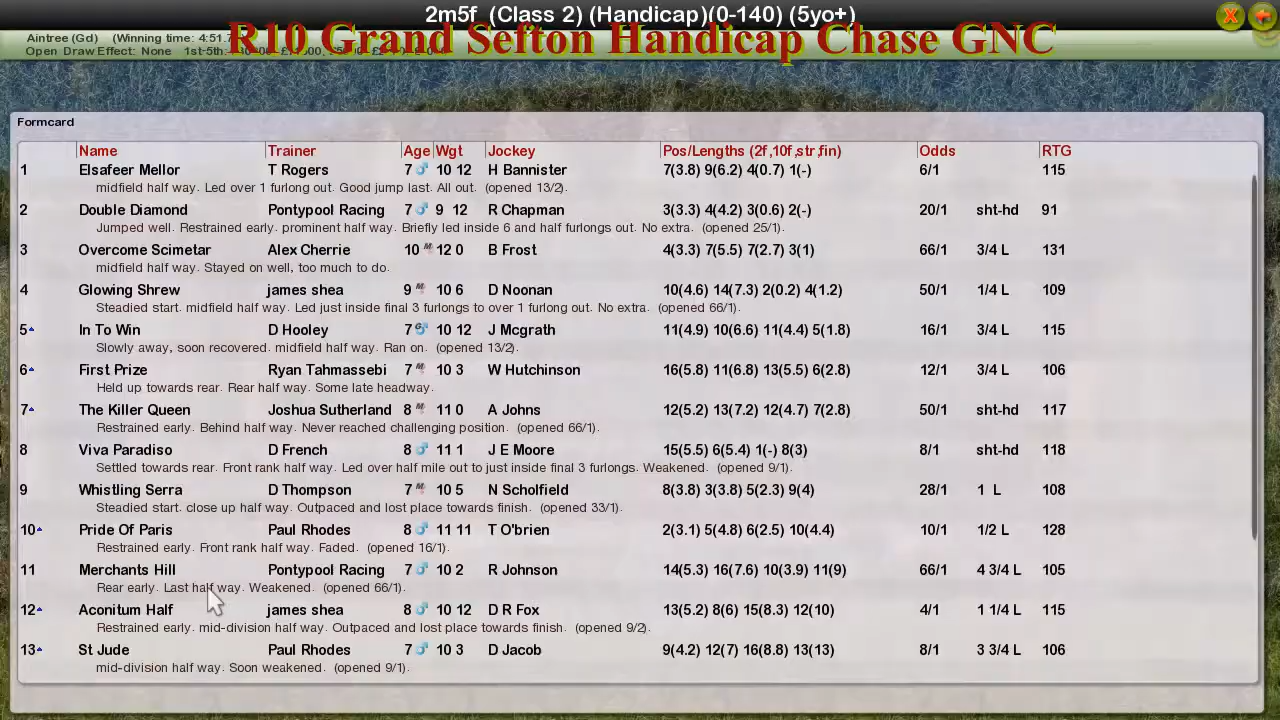 2m5f (Class 2) (Handicap)(0-140) (5yo+)
R10 Grand Sefton Handicap Chase GNC
Aintree (Gd) (Winning time: 4:51.7
Open Draw Effect: None 1st-5th:
Formcard
Name Trainer Age Wgt Jockey Pos/Lengths (2f,10f,str,fin) Odds RTG
1 Elsafeer Mellor T Rogers 7 10 12 H Bannister 7(3.8) 9(6.2) 4(0.7) 1(-) 6/1 115
midfield half way. Led over 1 furlong out. Good jump last. All out. (opened 13/2).
2 Double Diamond Pontypool Racing 7 9 12 R Chapman 3(3.3) 4(4.2) 3(0.6) 2(-) 20/1 sht-hd 91
Jumped well. Restrained early. prominent half way. Briefly led inside 6 and half furlongs out. No extra. (opened 25/1).
3 Overcome Scimetar Alex Cherrie 10 12 0 B Frost 4(3.3) 7(5.5) 7(2.7) 3(1) 66/1 3/4 L 131
midfield half way. Stayed on well, too much to do.
4 Glowing Shrew james shea 9 10 6 D Noonan 10(4.6) 14(7.3) 2(0.2) 4(1.2) 50/1 1/4 L 109
Steadied start. midfield half way. Led just inside final 3 furlongs to over 1 furlong out. No extra. (opened 66/1).
5 In To Win D Hooley 7 10 12 J Mcgrath 11(4.9) 10(6.6) 11(4.4) 5(1.8) 16/1 3/4 L 115
Slowly away, soon recovered. midfield half way. Ran on. (opened 13/2).
6 First Prize Ryan Tahmassebi 7 10 3 W Hutchinson 16(5.8) 11(6.8) 13(5.5) 6(2.8) 12/1 3/4 L 106
Held up towards rear. Rear half way. Some late headway.
7 The Killer Queen Joshua Sutherland 8 11 0 A Johns 12(5.2) 13(7.2) 12(4.7) 7(2.8) 50/1 sht-hd 117
Restrained early. Behind half way. Never reached challenging position. (opened 66/1).
8 Viva Paradiso D French 8 11 1 J E Moore 15(5.5) 6(5.4) 1(-) 8(3) 8/1 sht-hd 118
Settled towards rear. Front rank half way. Led over half mile out to just inside final 3 furlongs. Weakened. (opened 9/1).
9 Whistling Serra D Thompson 7 10 5 N Scholfield 8(3.8) 3(3.8) 5(2.3) 9(4) 28/1 1 L 108
Steadied start. close up half way. Outpaced and lost place towards finish. (opened 33/1).
10 Pride Of Paris Paul Rhodes 8 11 11 T O'brien 2(3.1) 5(4.8) 6(2.5) 10(4.4) 10/1 1/2 L 128
Restrained early. Front rank half way. Faded. (opened 16/1).
11 Merchants Hill Pontypool Racing 7 10 2 R Johnson 14(5.3) 16(7.6) 10(3.9) 11(9) 66/1 4 3/4 L 105
Rear early. Last half way. Weakened. (opened 66/1).
12 Aconitum Half james shea 8 10 12 D R Fox 13(5.2) 8(6) 15(8.3) 12(10) 4/1 1 1/4 L 115
Restrained early. mid-division half way. Outpaced and lost place towards finish. (opened 9/2).
13 St Jude Paul Rhodes 7 10 3 D Jacob 9(4.2) 12(7) 16(8.8) 13(13) 8/1 3 3/4 L 106
mid-division half way. Soon weakened. (opened 9/1).